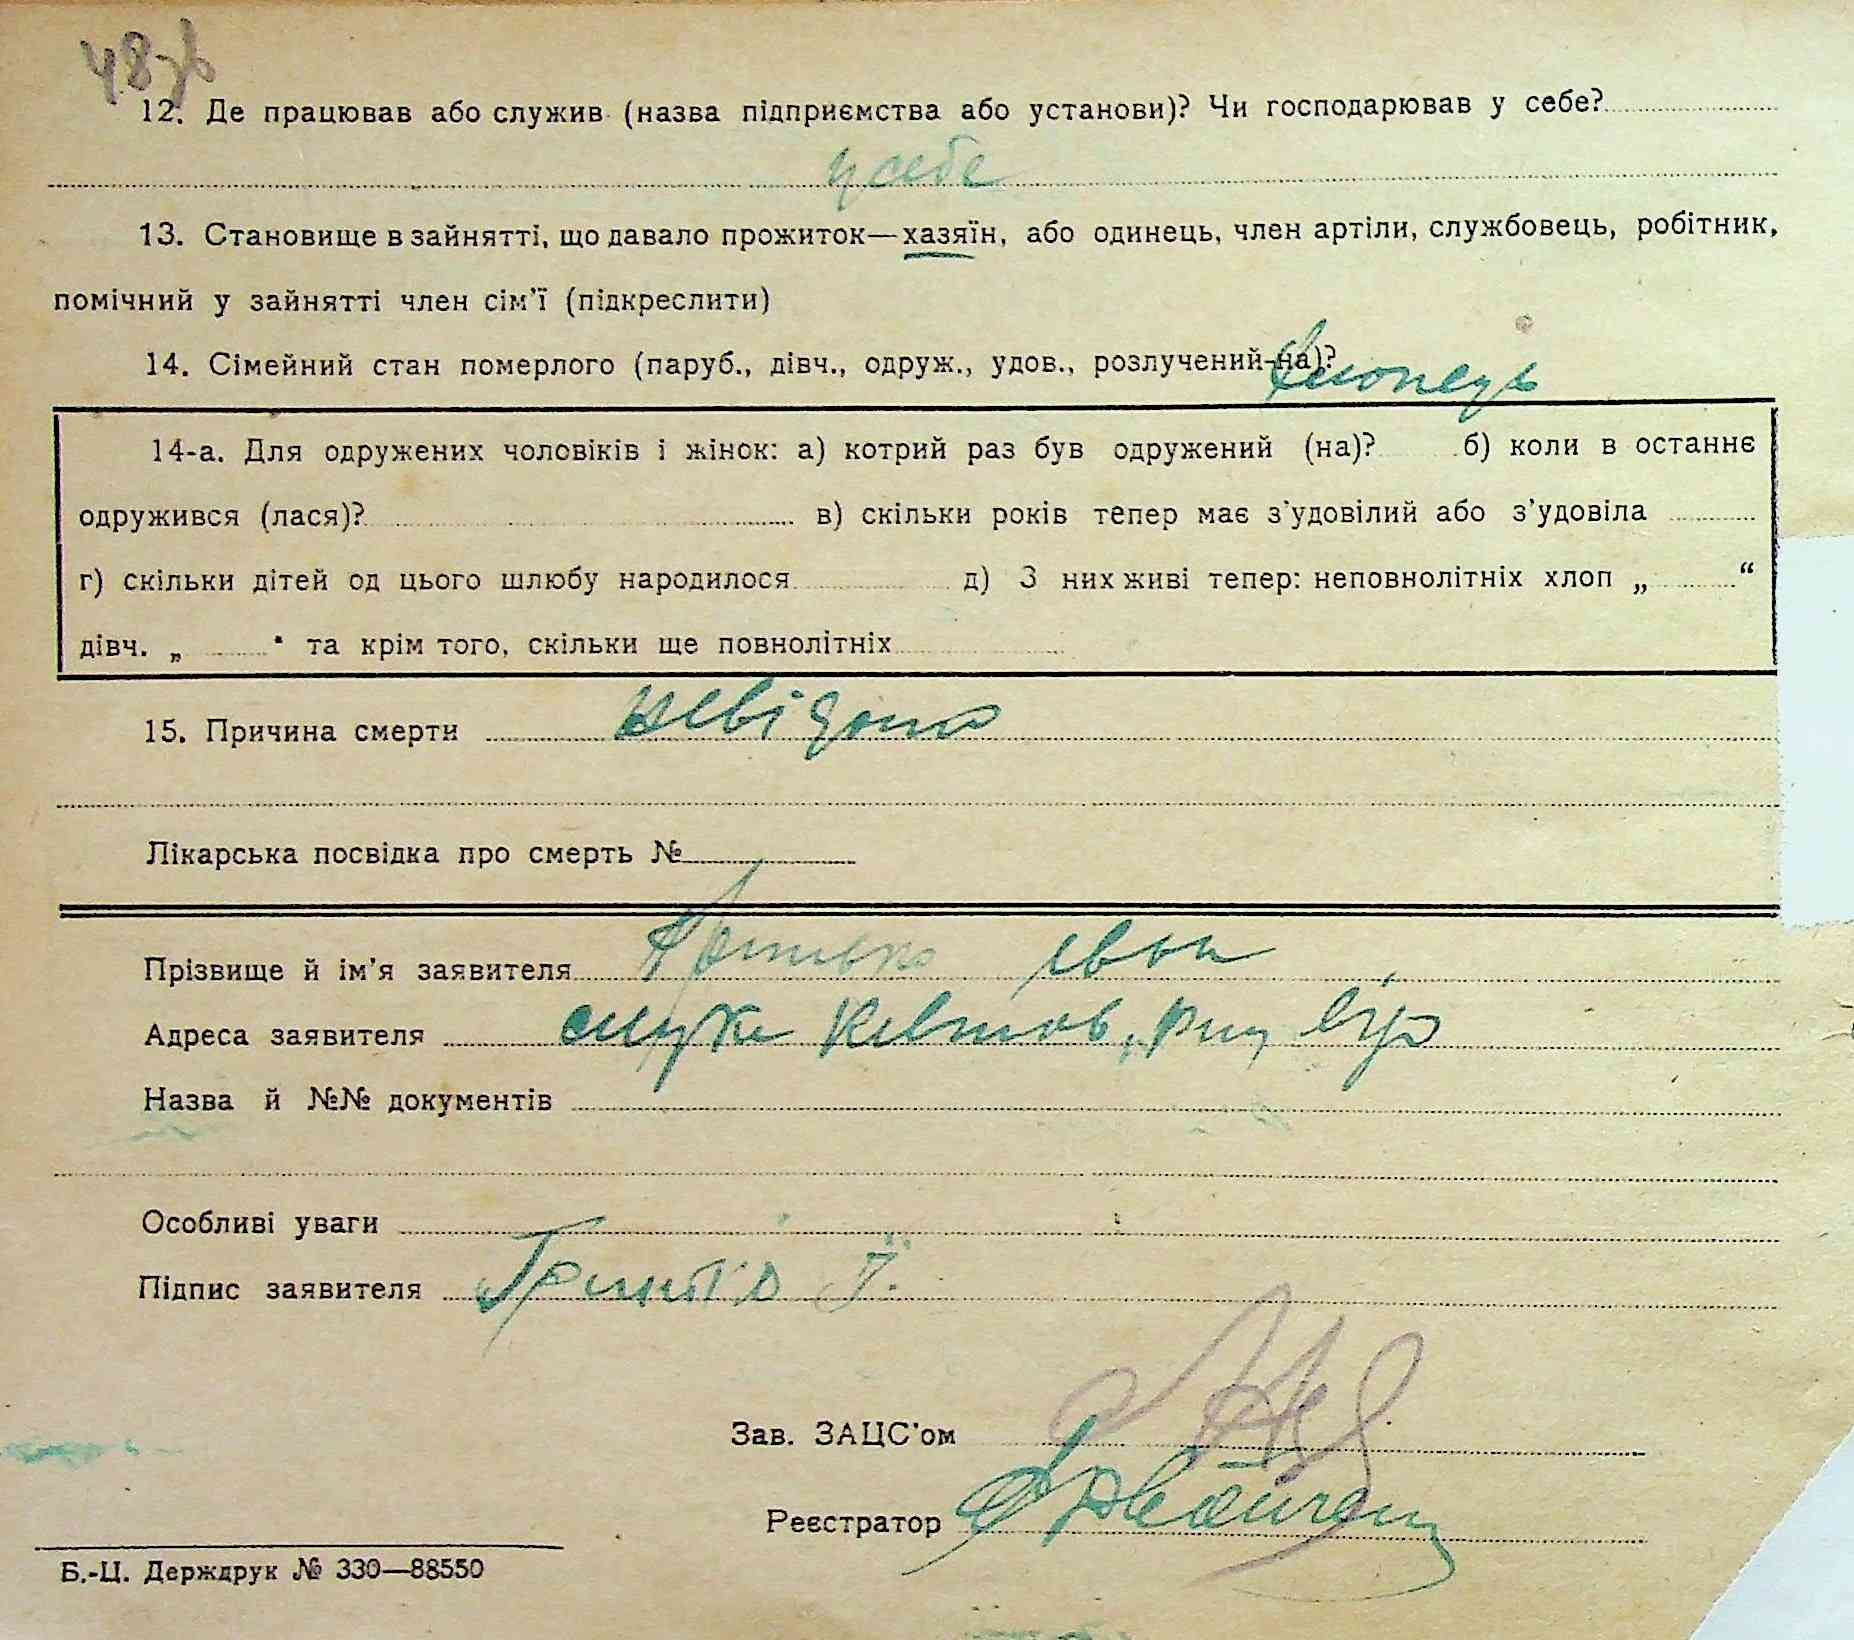 48зв
12. Де працював або служив (назва підприємства або установи)? Чи господарював у себе?
у себе
13. Становище в зайнятті, що давало прожиток—хазяїн, або одинець, член артіли, службовець, робітник,
помічний у зайнятті член сім'ї (підкреслити)
14. Сімейний стан померлого (паруб., дівч., одруж., удов., розлучений-на)? хлопець
14-а. Для одружених чоловіків і жінок: а) котрий раз був одружений (на)? б) коли в останнє
одружився (лася)? в) скільки років тепер має з'удовілий або з'удовіла
г) скільки дітей од цього шлюбу народилося д) З них живі тепер: неповнолітніх хлоп „ “
дівч. „ “ та крім того, скільки ще повнолітніх
15. Причина смерти невідома
Лікарська посвідка про смерть №
Прізвище й ім'я заявителя Іван
Адреса заявителя
Назва й №№ документів
Особливі уваги
Підпис заявителя І.
Зав. ЗАЦС'ом
Реєстратор
Б.-Ц. Держдрук № 330—88550